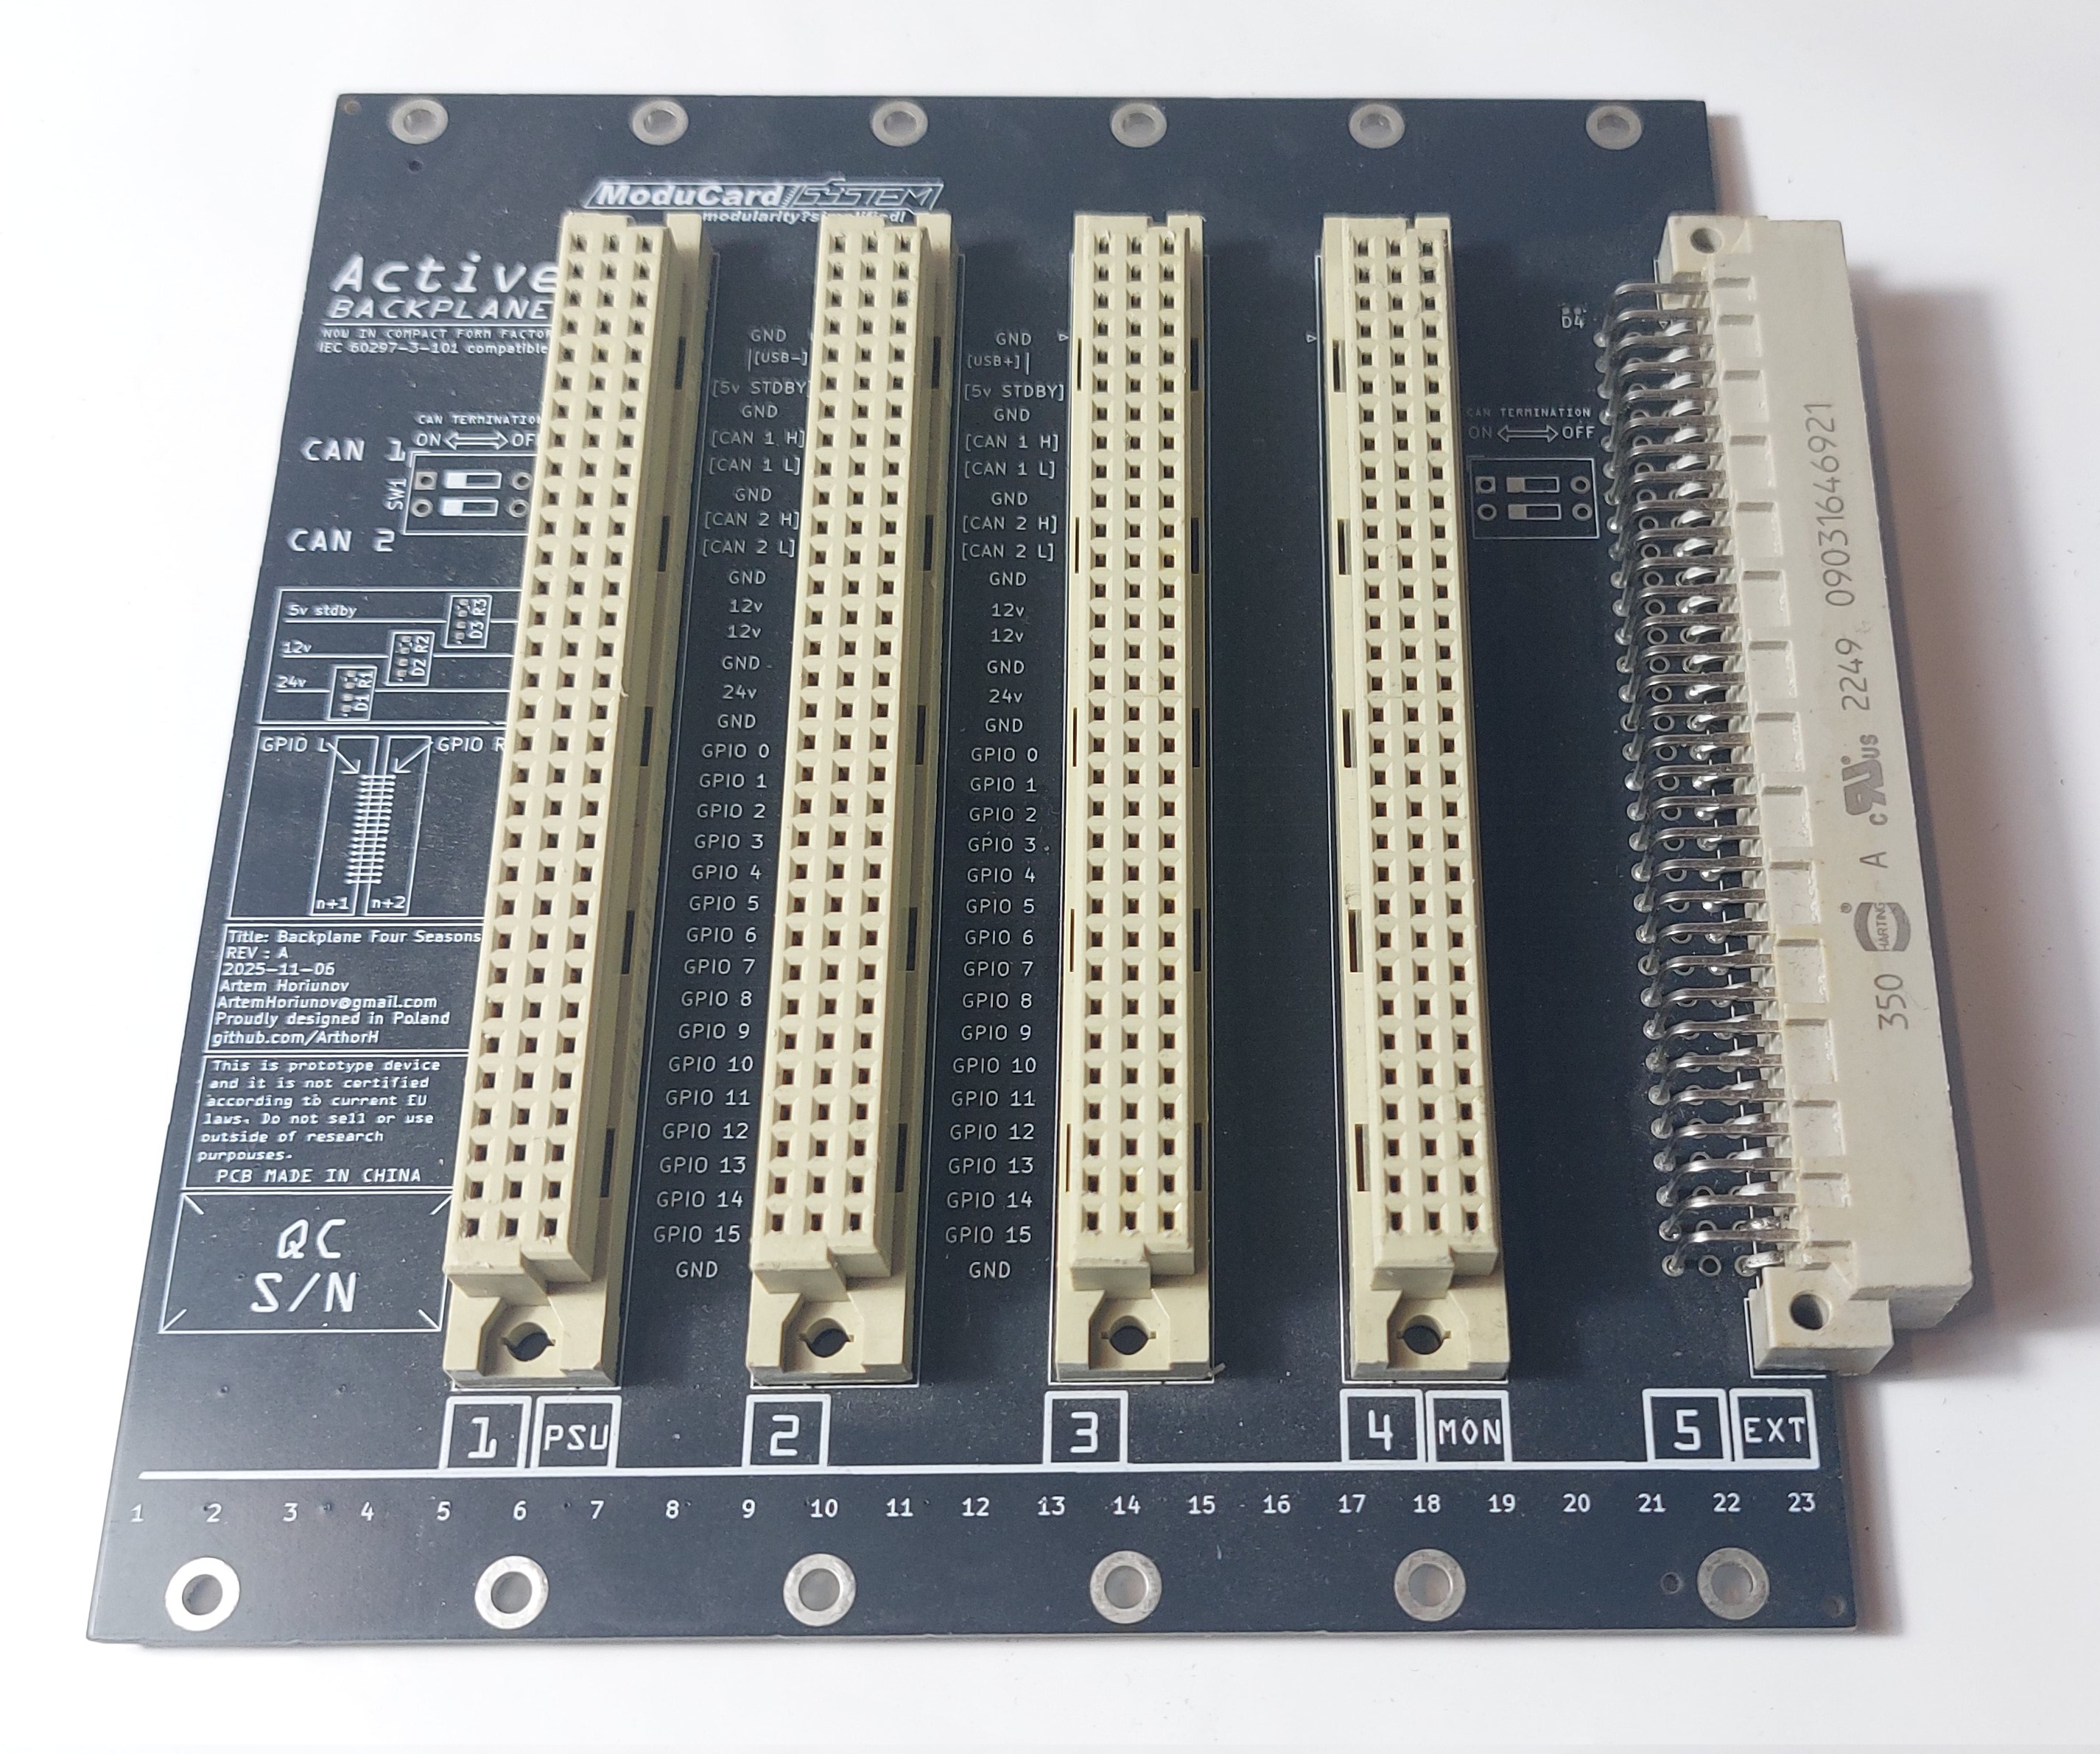 ModuCard SYSTEM
modularity?simplified!
Active
BACKPLANE
NOW IN COMPACT FORM FACTOR
IEC 60297-3-101 compatible
CAN TERMINATION
ON OFF
CAN 1
SW1
CAN 2
5v stdby
D3 R3
12v
D2 R2
24v
D1 R1
GPIO L
GPIO R
n+1
n+2
Title: Backplane Four Seasons
REV : A
2025-11-06
Artem Horiunov
ArtemHoriunov@gmail.com
Proudly designed in Poland
github.com/ArthorH
This is prototype device
and it is not certified
according to current EU
laws. Do not sell or use
outside of research
purpouses.
PCB MADE IN CHINA
QC
S/N
GND
[USB-]
[5v STDBY]
GND
[CAN 1 H]
[CAN 1 L]
GND
[CAN 2 H]
[CAN 2 L]
GND
12v
12v
GND
24v
GND
GPIO 0
GPIO 1
GPIO 2
GPIO 3
GPIO 4
GPIO 5
GPIO 6
GPIO 7
GPIO 8
GPIO 9
GPIO 10
GPIO 11
GPIO 12
GPIO 13
GPIO 14
GPIO 15
GND
GND
[USB+]
[5v STDBY]
GND
[CAN 1 H]
[CAN 1 L]
GND
[CAN 2 H]
[CAN 2 L]
GND
12v
12v
GND
24v
GND
GPIO 0
GPIO 1
GPIO 2
GPIO 3
GPIO 4
GPIO 5
GPIO 6
GPIO 7
GPIO 8
GPIO 9
GPIO 10
GPIO 11
GPIO 12
GPIO 13
GPIO 14
GPIO 15
GND
D4
CAN TERMINATION
ON OFF
350 HARTING® A cRUus® 2249 09031646921
1 PSU 2 3 4 MON 5 EXT
1 2 3 4 5 6 7 8 9 10 11 12 13 14 15 16 17 18 19 20 21 22 23